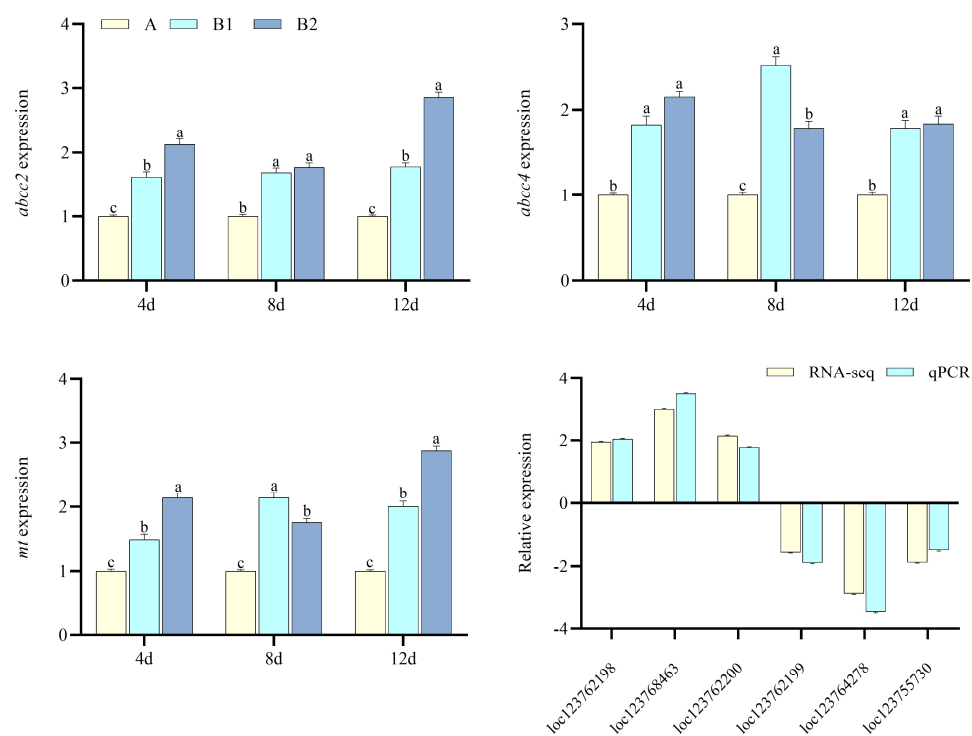 A B1 B2
abcc2 expression
4
3
2
1
0
c b a
b a a
c b a
4d 8d 12d
abcc4 expression
3
2
1
0
b a a
c a b
b a a
4d 8d 12d
mt expression
4
3
2
1
0
c b a
c a b
c b a
4d 8d 12d
RNA-seq qPCR
Relative expression
4
2
0
-2
-4
loc123762198
loc123768463
loc123762200
loc123762199
loc123764278
loc123755730